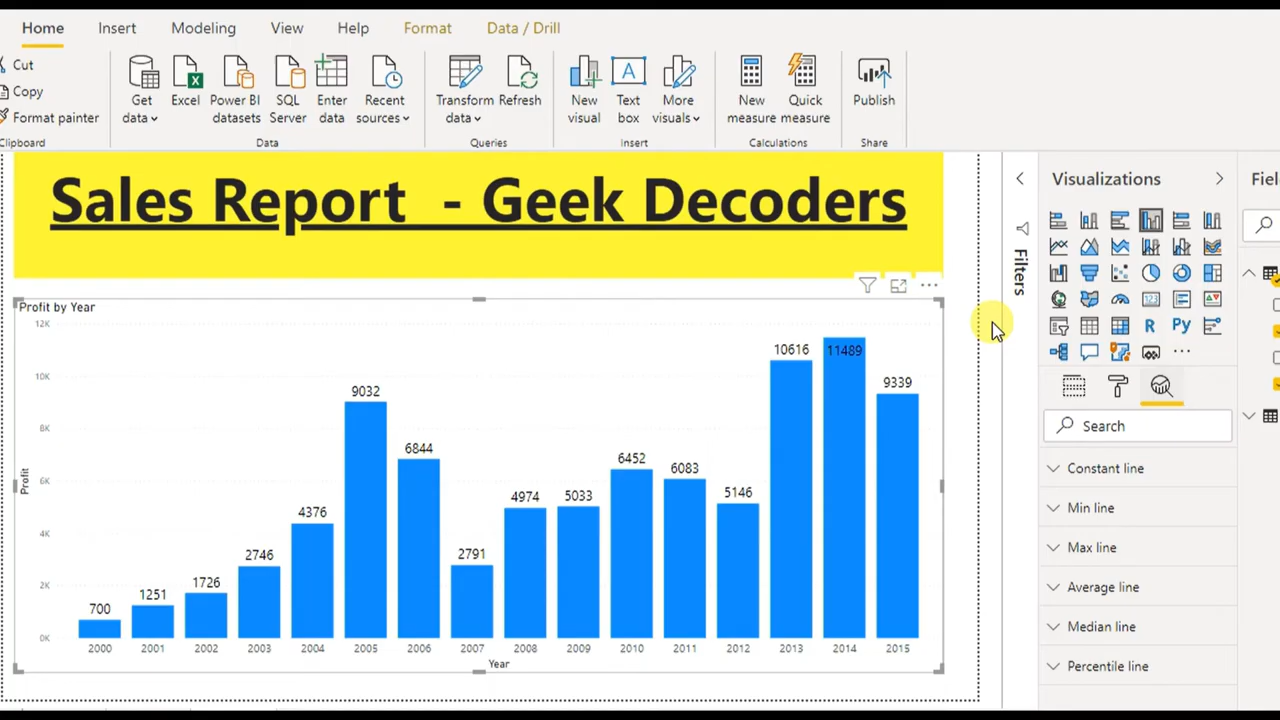 Home Insert Modeling View Help Format Data / Drill
Cut
Copy
Format painter
Get data
Excel
Power BI datasets
SQL Server
Enter data
Recent sources
Transform data
Refresh
New visual
Text box
More visuals
New measure
Quick measure
Publish
Clipboard Data Queries Insert Calculations Share
Sales Report - Geek Decoders
Visualizations
Filters
Profit by Year
12K
10K
8K
6K
4K
2K
0K
Profit
700 1251 1726 2746 4376 9032 6844 2791 4974 5033 6452 6083 5146 10616 11489 9339
2000 2001 2002 2003 2004 2005 2006 2007 2008 2009 2010 2011 2012 2013 2014 2015
Year
A
123
R Py
Search
Constant line
Min line
Max line
Average line
Median line
Percentile line